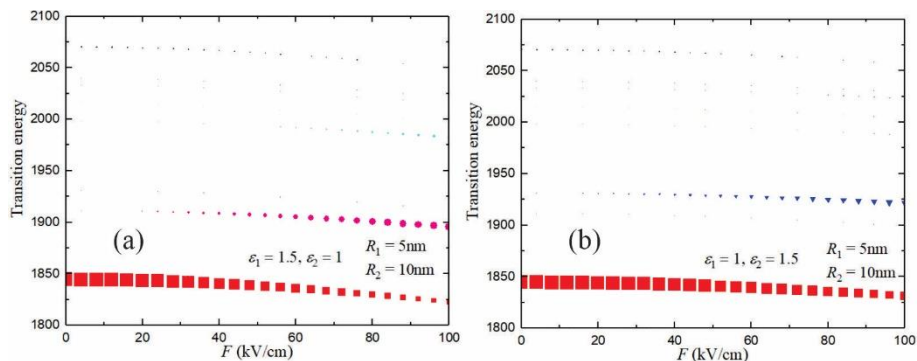 2100
2050
2000
1950
1900
1850
1800
Transition energy
(a)
ε1 = 1.5, ε2 = 1
R1 = 5nm
R2 = 10nm
0 20 40 60 80 100
F (kV/cm)
2100
2050
2000
1950
1900
1850
1800
Transition energy
(b)
ε1 = 1, ε2 = 1.5
R1 = 5nm
R2 = 10nm
0 20 40 60 80 100
F (kV/cm)